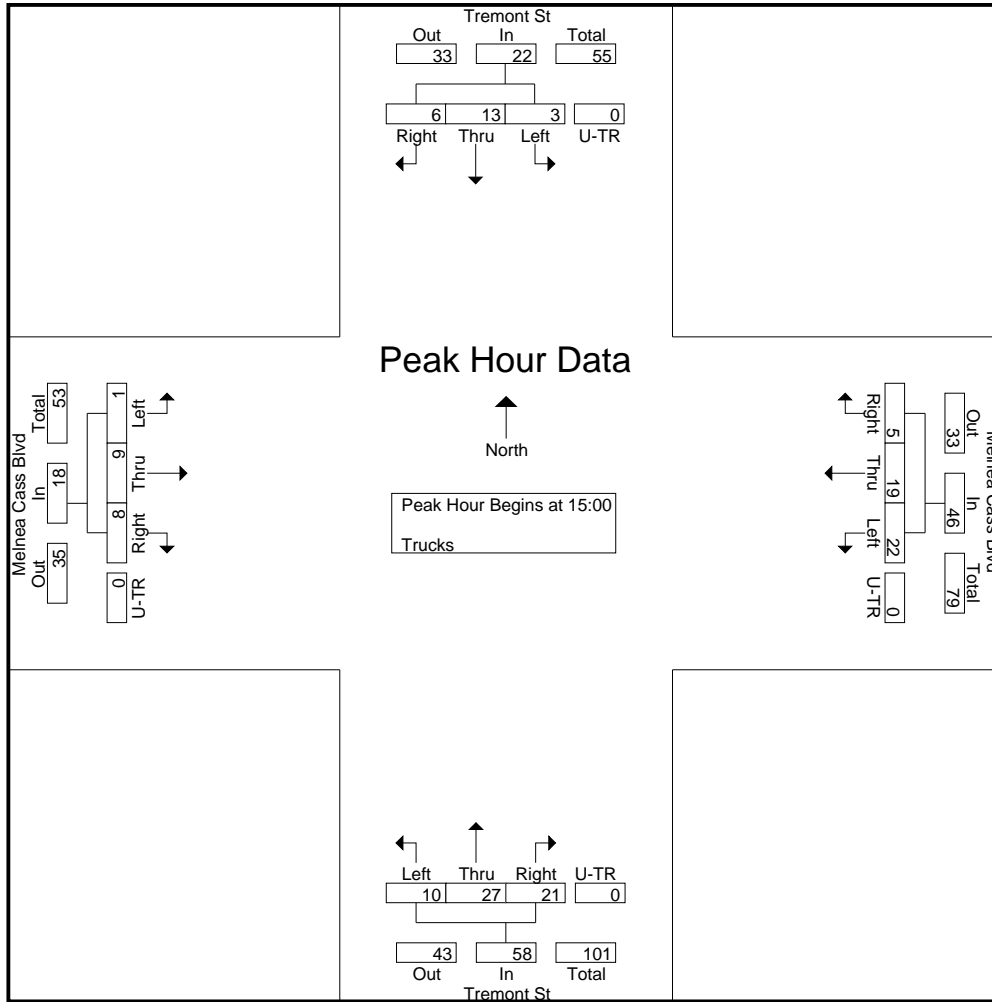 Tremont St
Out In Total
33 22 55
6 13 3 0
Right Thru Left U-TR
Peak Hour Data
North
Peak Hour Begins at 15:00
Trucks
Melnea Cass Blvd
Total In Out
53 18 35
1 9 8 0
Left Thru Right U-TR
Right Thru Left U-TR
5 19 22 0
33 46 79
Out In Total
Melnea Cass Blvd
Left Thru Right U-TR
10 27 21 0
43 58 101
Out In Total
Tremont St